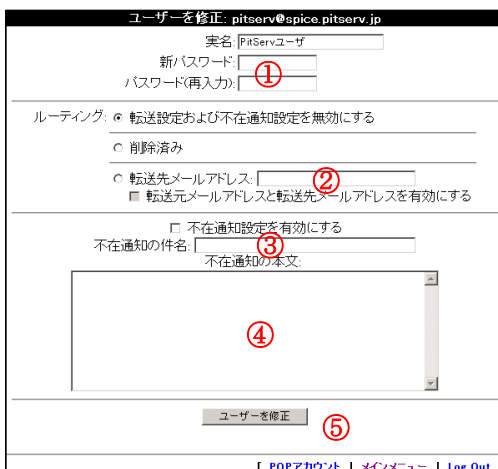 ユーザーを修正: pitserv@spice.pitserv.jp
実名: PitServユーザ
新パスワード:
①
パスワード(再入力):
ルーティング: 転送設定および不在通知設定を無効にする
削除済み
転送先メールアドレス: ②
転送元メールアドレスと転送先メールアドレスを有効にする
不在通知設定を有効にする
不在通知の件名: ③
不在通知の本文:
④
ユーザーを修正
⑤
[ POPアカウント | メインメニュー | Log Out